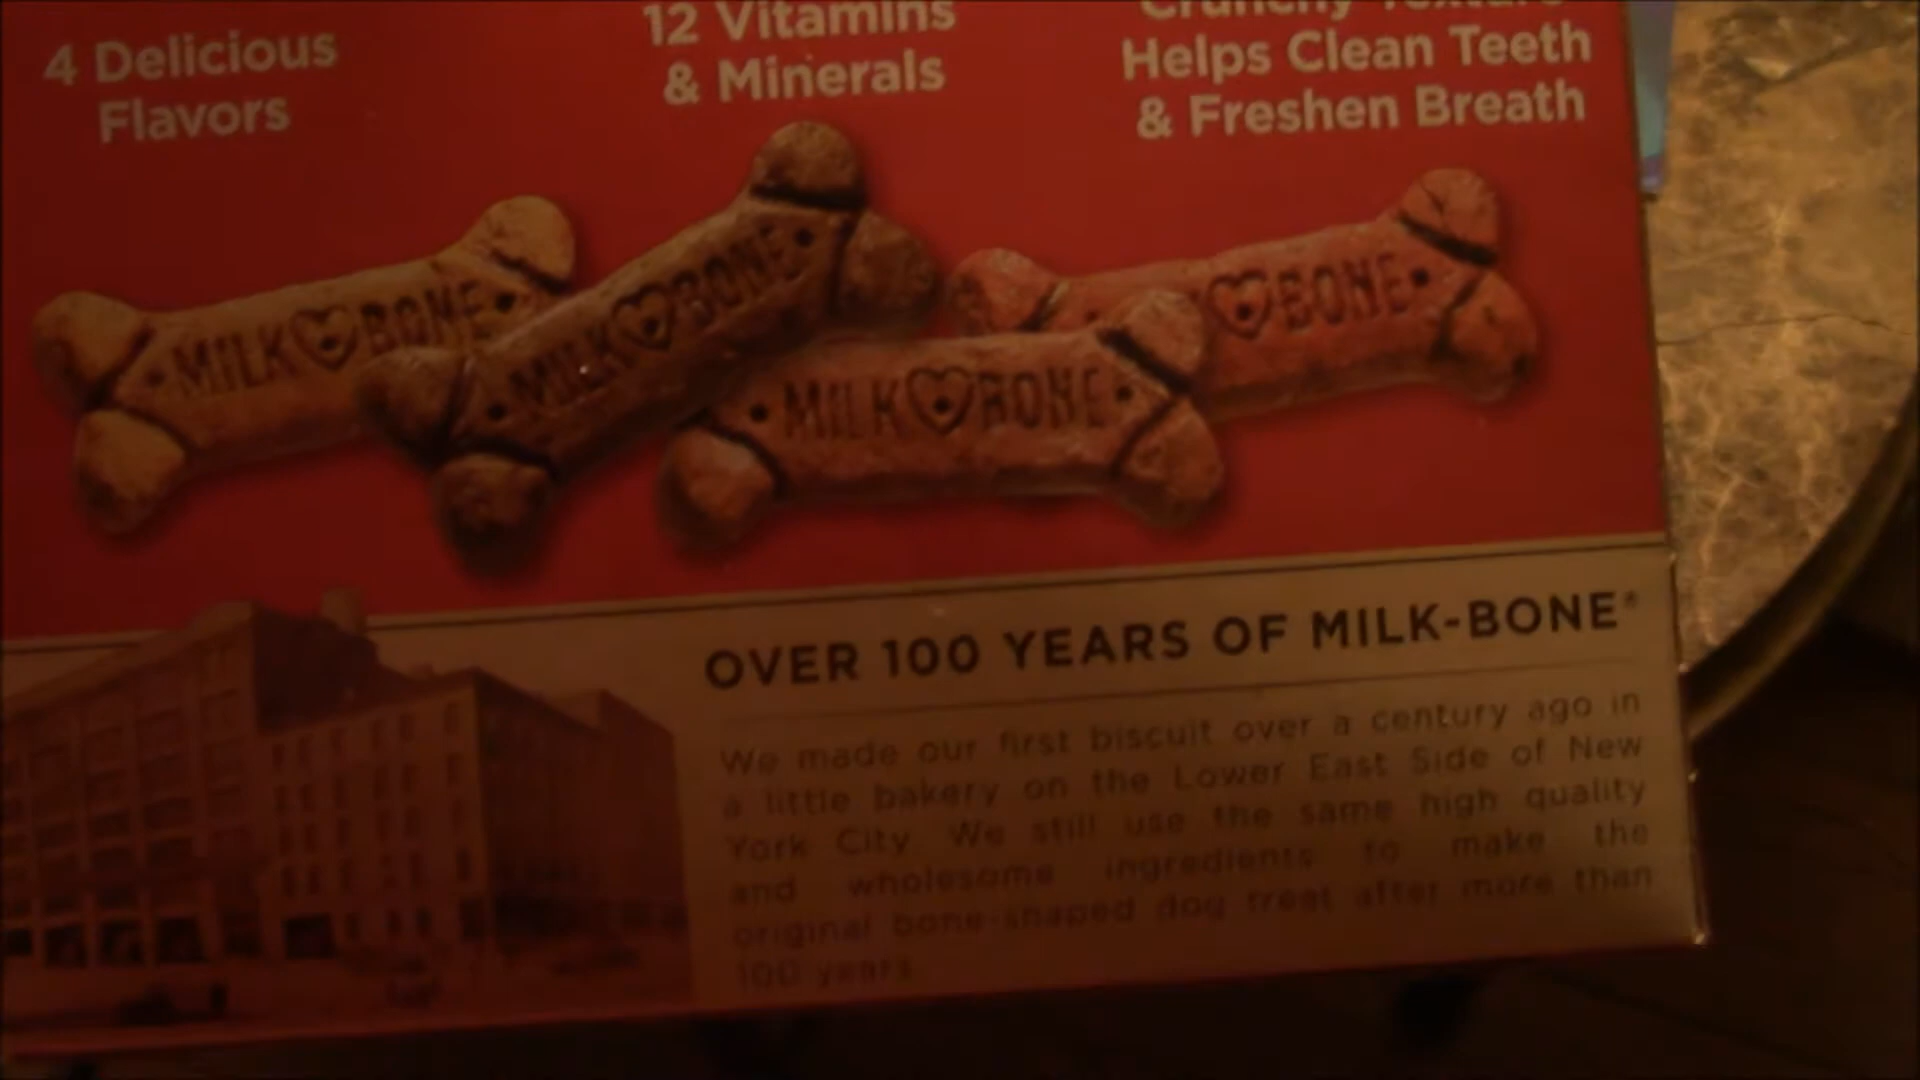 4 Delicious
Flavors
12 Vitamins
& Minerals
Crunchy Texture
Helps Clean Teeth
& Freshen Breath
MILK BONE
MILK BONE
BONE
MILK BONE
OVER 100 YEARS OF MILK-BONE®
We made our first biscuit over a century ago in
a little bakery on the Lower East Side of New
York City. We still use the same high quality
and wholesome ingredients to make the
original bone-shaped dog treat after more than
100 years.